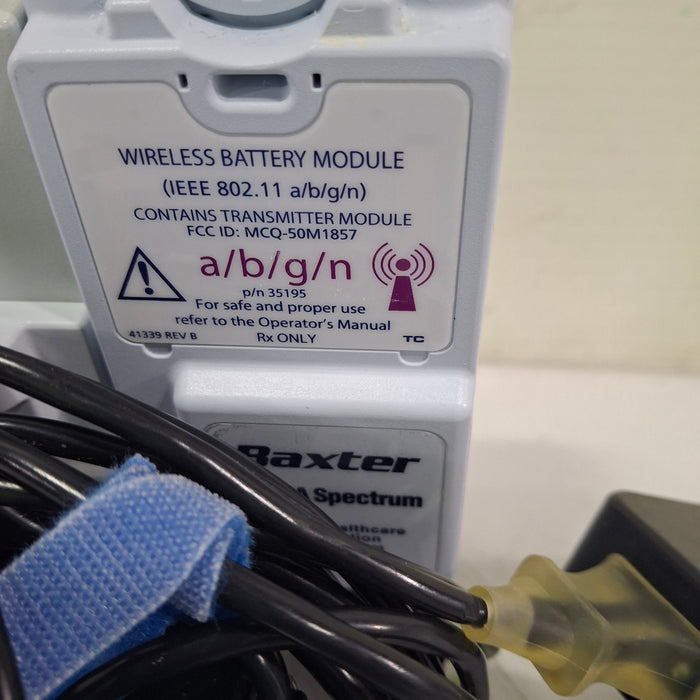 WIRELESS BATTERY MODULE
(IEEE 802.11 a/b/g/n)
CONTAINS TRANSMITTER MODULE
FCC ID: MCQ-50M1857
a/b/g/n
p/n 35195
For safe and proper use
refer to the Operator's Manual
41339 REV B Rx ONLY TC
Baxter
Spectrum